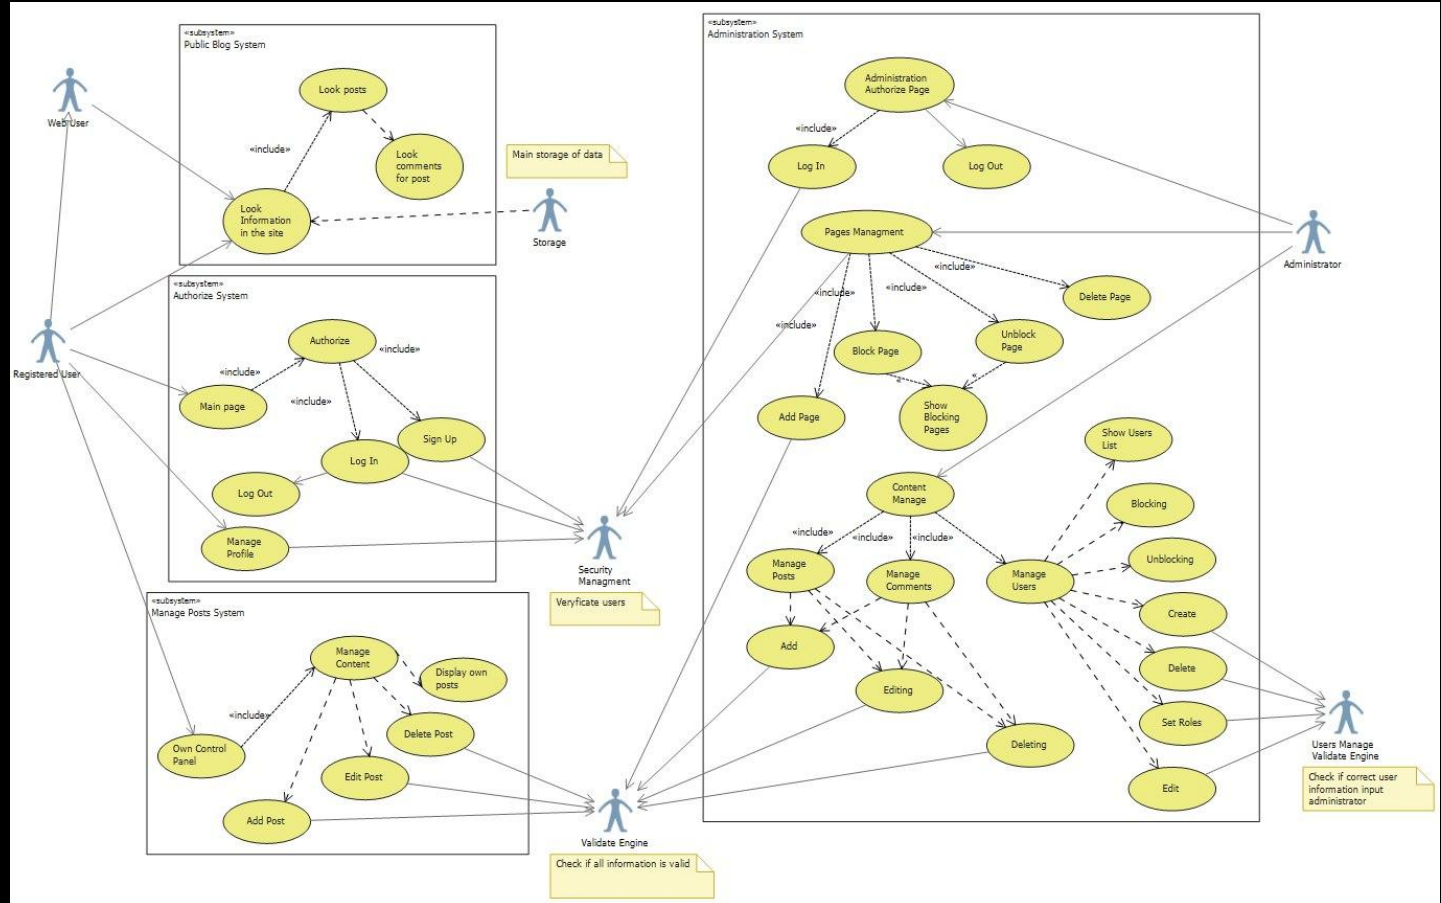 «subsystem»
Public Blog System
Look posts
«include»
Look
comments
for post
Look
Information
in the site
Web User
Main storage of data
Storage
«subsystem»
Authorize System
Authorize
«include»
«include»
«include»
Main page
Sign Up
Log In
Log Out
Manage
Profile
Registered User
Security
Managment
Veryficate users
«subsystem»
Manage Posts System
Manage
Content
Display own
posts
«include»
Delete Post
Own Control
Panel
Edit Post
Add Post
Validate Engine
Check if all information is valid
«subsystem»
Administration System
Administration
Authorize Page
«include»
Log In
Log Out
Pages Managment
«include»
«include»
«include»
«include»
Delete Page
Block Page
Unblock
Page
«
«
Add Page
Show
Blocking
Pages
Administrator
Show Users
List
Content
Manage
Blocking
«include»
«include»
«include»
Manage
Posts
Manage
Comments
Manage
Users
Unblocking
Create
Add
Delete
Editing
Set Roles
Deleting
Edit
Users Manage
Validate Engine
Check if correct user
information input
administrator